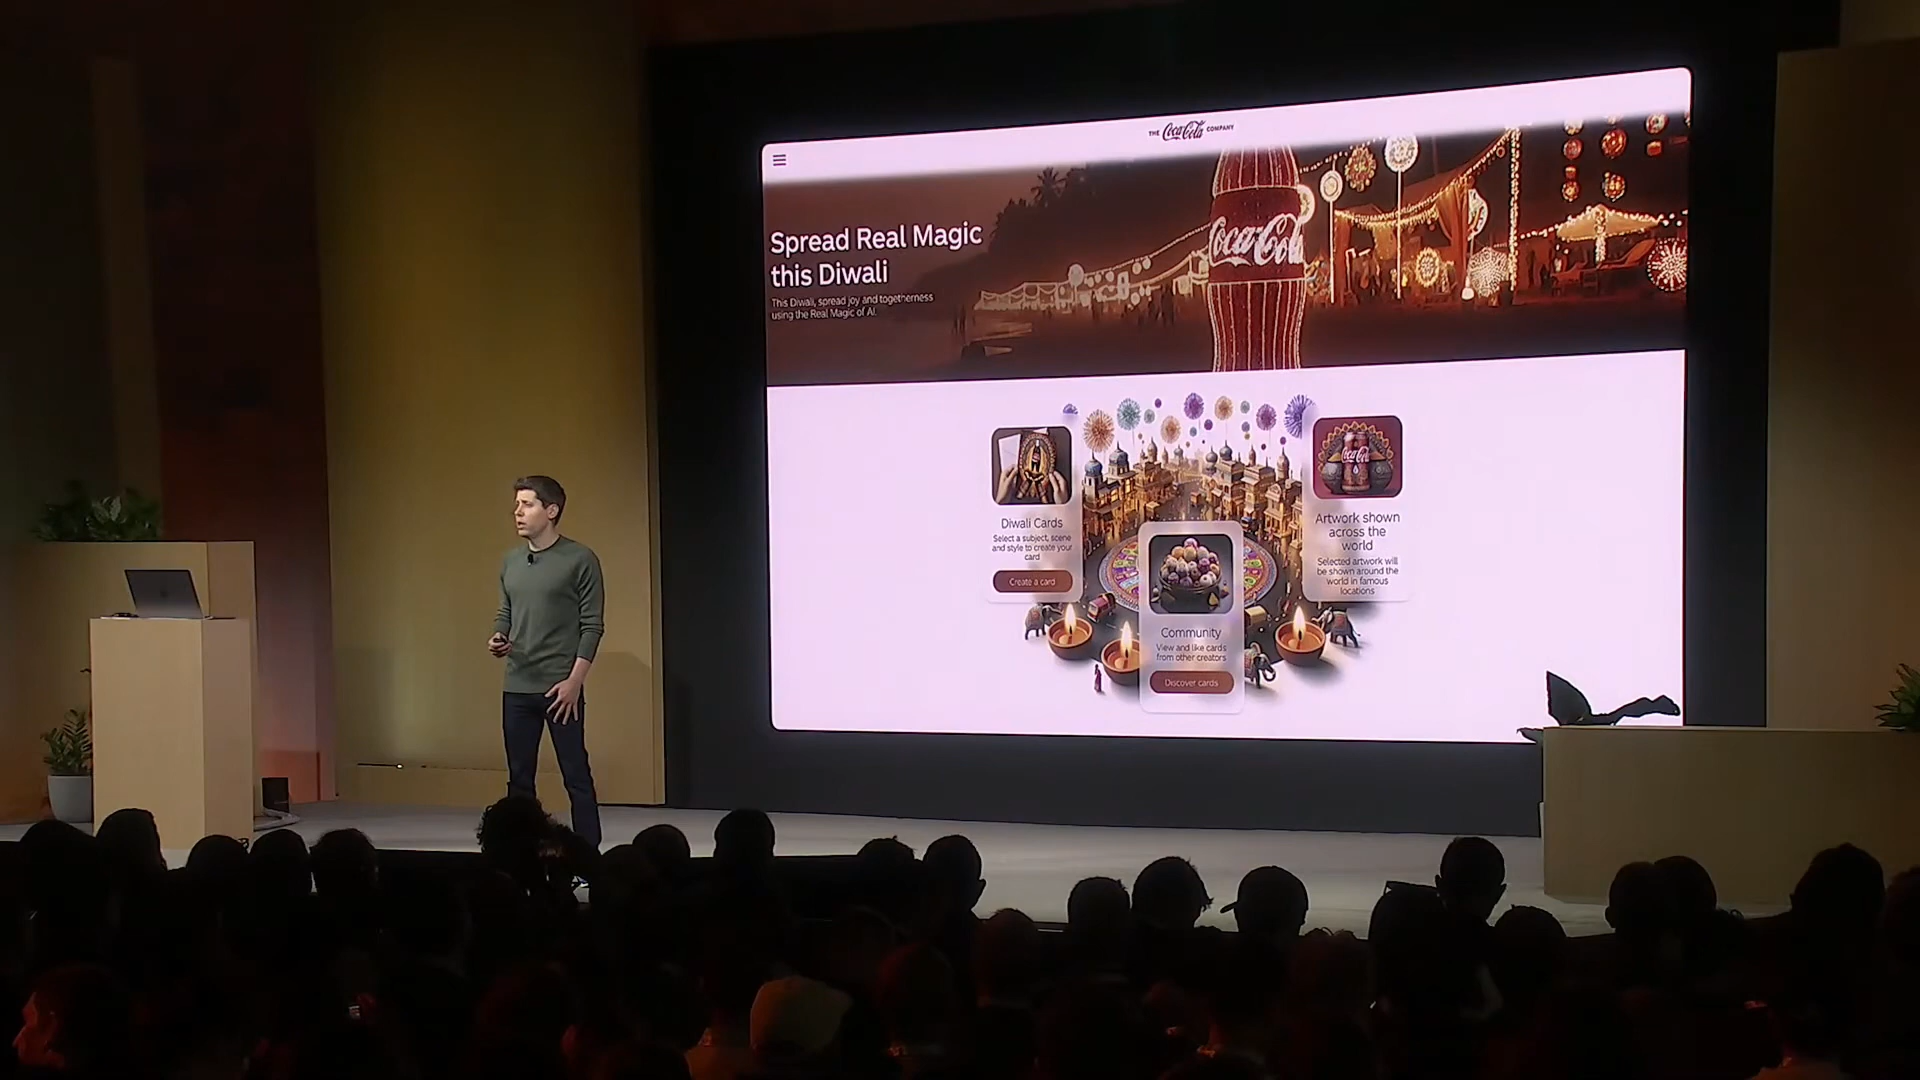 THE Coca-Cola COMPANY
Spread Real Magic
this Diwali
This Diwali, spread joy and togetherness
using the Real Magic of AI.
Coca-Cola
Diwali Cards
Select a subject, scene
and style to create your
card
Create a card
Community
View and like cards
from other creators
Discover cards
Coca-Cola
Artwork shown
across the
world
Selected artwork will
be shown around the
world in famous
locations